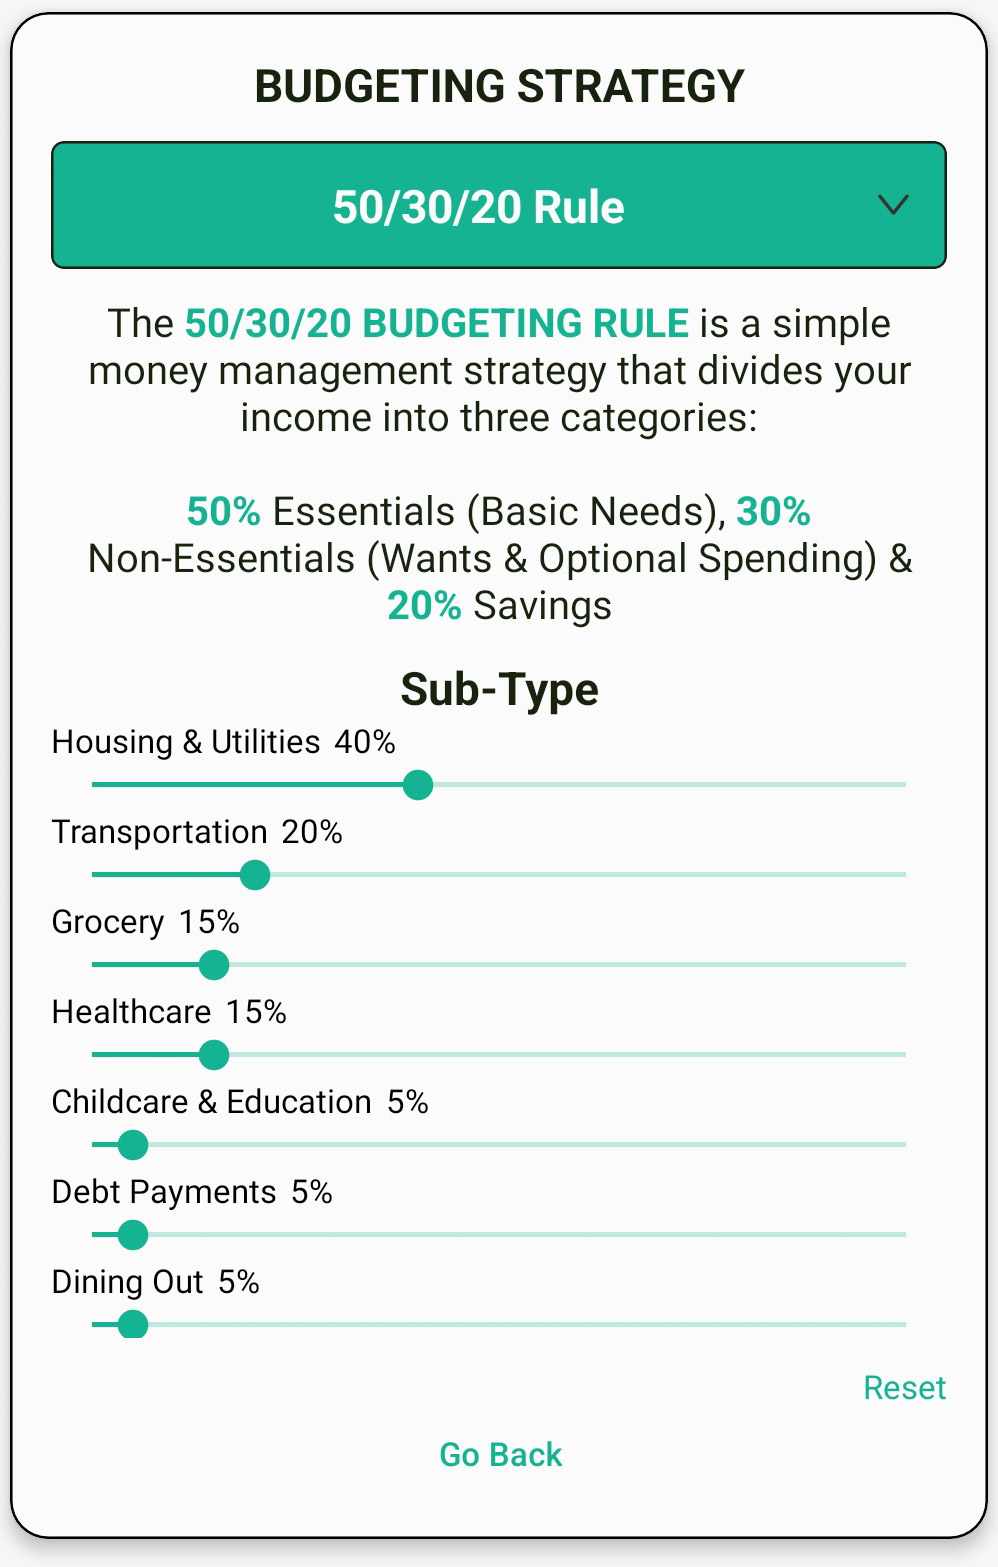 BUDGETING STRATEGY
50/30/20 Rule
The 50/30/20 BUDGETING RULE is a simple
money management strategy that divides your
income into three categories:
50% Essentials (Basic Needs), 30%
Non-Essentials (Wants & Optional Spending) &
20% Savings
Sub-Type
Housing & Utilities 40%
Transportation 20%
Grocery 15%
Healthcare 15%
Childcare & Education 5%
Debt Payments 5%
Dining Out 5%
Reset
Go Back